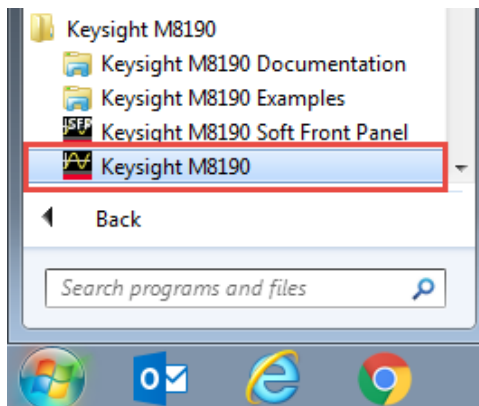 Keysight M8190
Keysight M8190 Documentation
Keysight M8190 Examples
JSFP
Keysight M8190 Soft Front Panel
Keysight M8190
Back
Search programs and files